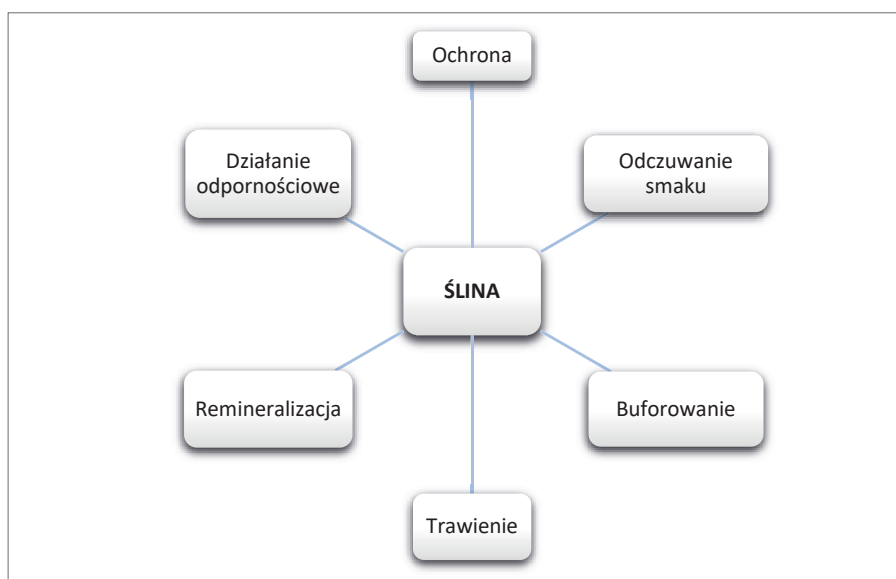 Ochrona
Działanie
odpornościowe
Odczuwanie
smaku
ŚLINA
Remineralizacja
Buforowanie
Trawienie